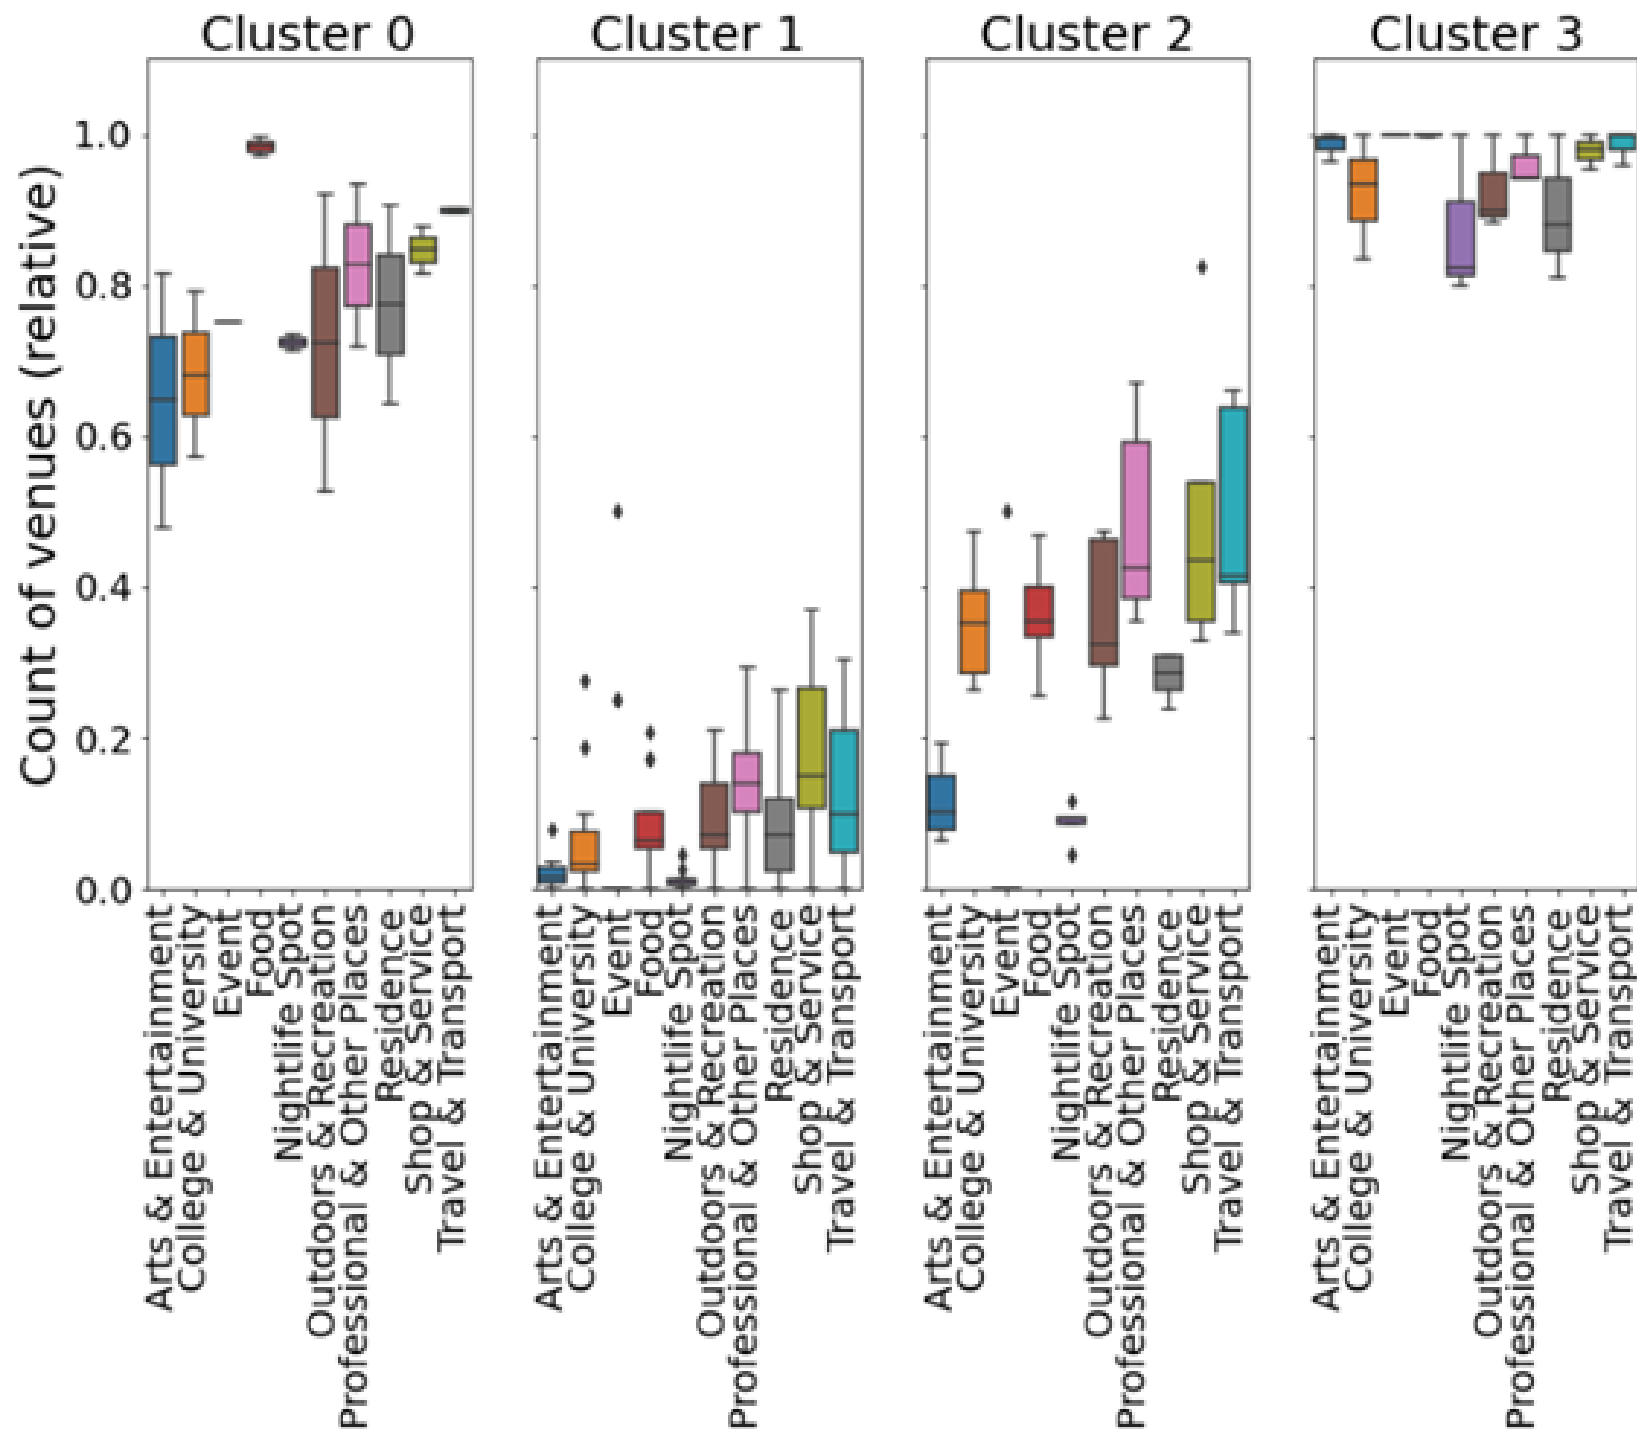 Cluster 0
Cluster 1
Cluster 2
Cluster 3
Count of venues (relative)
1.0
0.8
0.6
0.4
0.2
0.0
Arts & Entertainment
College & University
Event
Food
Nightlife Spot
Outdoors & Recreation
Professional & Other Places
Residence
Shop & Service
Travel & Transport
Arts & Entertainment
College & University
Event
Food
Nightlife Spot
Outdoors & Recreation
Professional & Other Places
Residence
Shop & Service
Travel & Transport
Arts & Entertainment
College & University
Event
Food
Nightlife Spot
Outdoors & Recreation
Professional & Other Places
Residence
Shop & Service
Travel & Transport
Arts & Entertainment
College & University
Event
Food
Nightlife Spot
Outdoors & Recreation
Professional & Other Places
Residence
Shop & Service
Travel & Transport